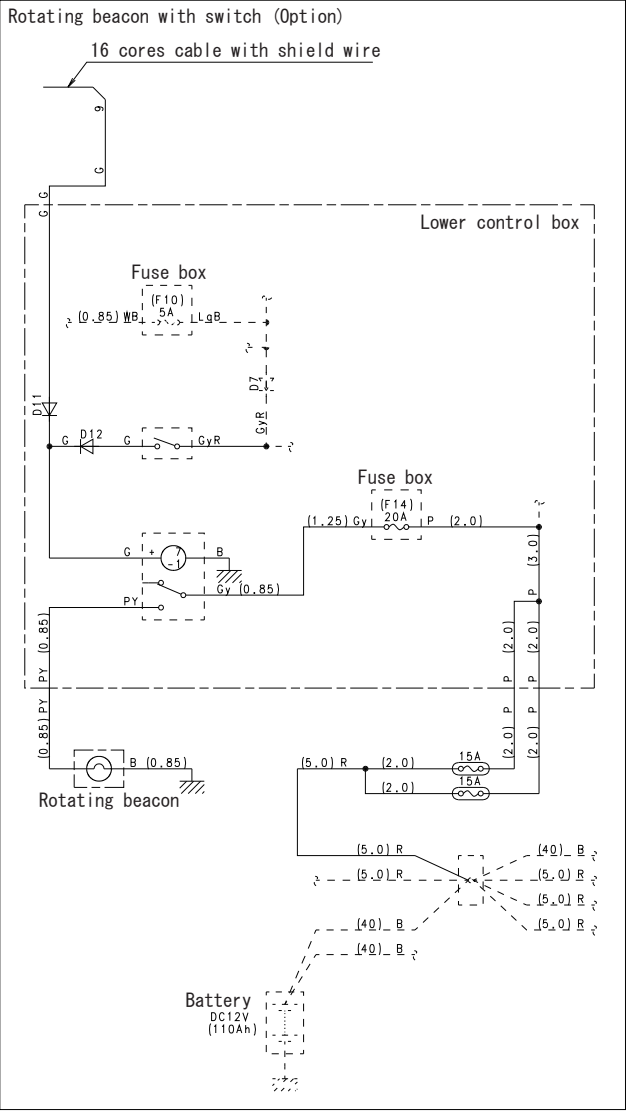 Rotating beacon with switch (Option)
16 cores cable with shield wire
9
G
G
G
Lower control box
Fuse box
(F10)
5A
(0.85) WB
LgB
D7
GyR
D11
G D12 G GyR
Fuse box
(F14)
20A
(1.25) Gy P (2.0)
(3.0)
P
G + 7 B
-1
Gy (0.85)
PY
(0.85) PY
(2.0) P
(2.0) P
(0.85) PY
(2.0) P
(2.0) P
B (0.85)
Rotating beacon
(5.0) R (2.0) 15A
(2.0) 15A
(5.0) R (40) B
(5.0) R (5.0) R
(5.0) R
(40) B (5.0) R
(40) B
Battery
DC12V
(110Ah)